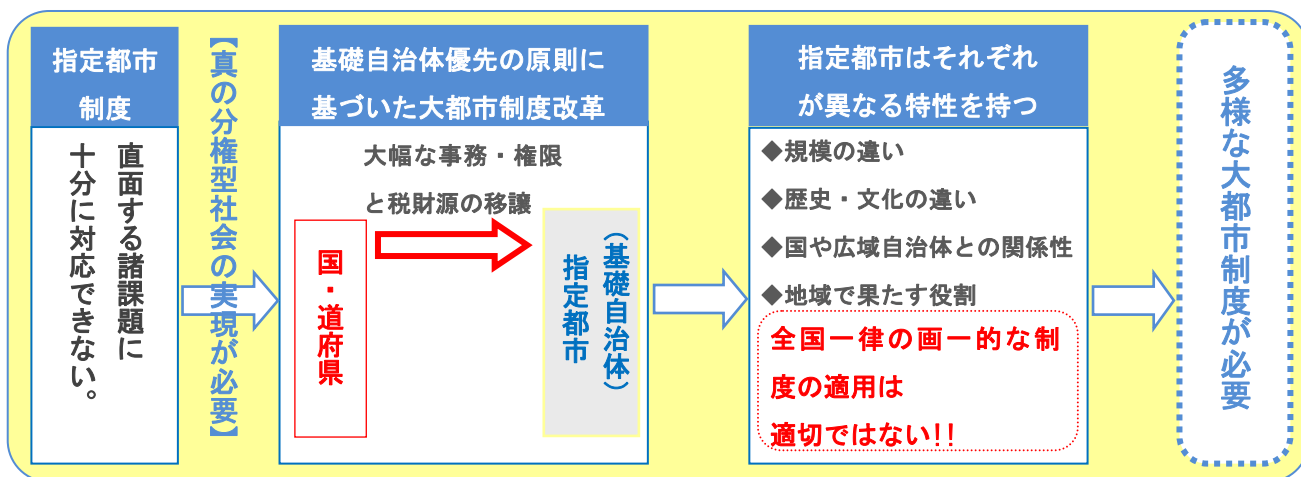 指定都市
制度
直面する諸課題に
十分に対応できない。
【真の分権型社会の実現が必要】
基礎自治体優先の原則に
基づいた大都市制度改革
大幅な事務・権限
と税財源の移譲
国・道府県
(基礎自治体)
指定都市
指定都市はそれぞれ
が異なる特性を持つ
◆規模の違い
◆歴史・文化の違い
◆国や広域自治体との関係性
◆地域で果たす役割
全国一律の画一的な制
度の適用は
適切ではない!!
多様な大都市制度が必要